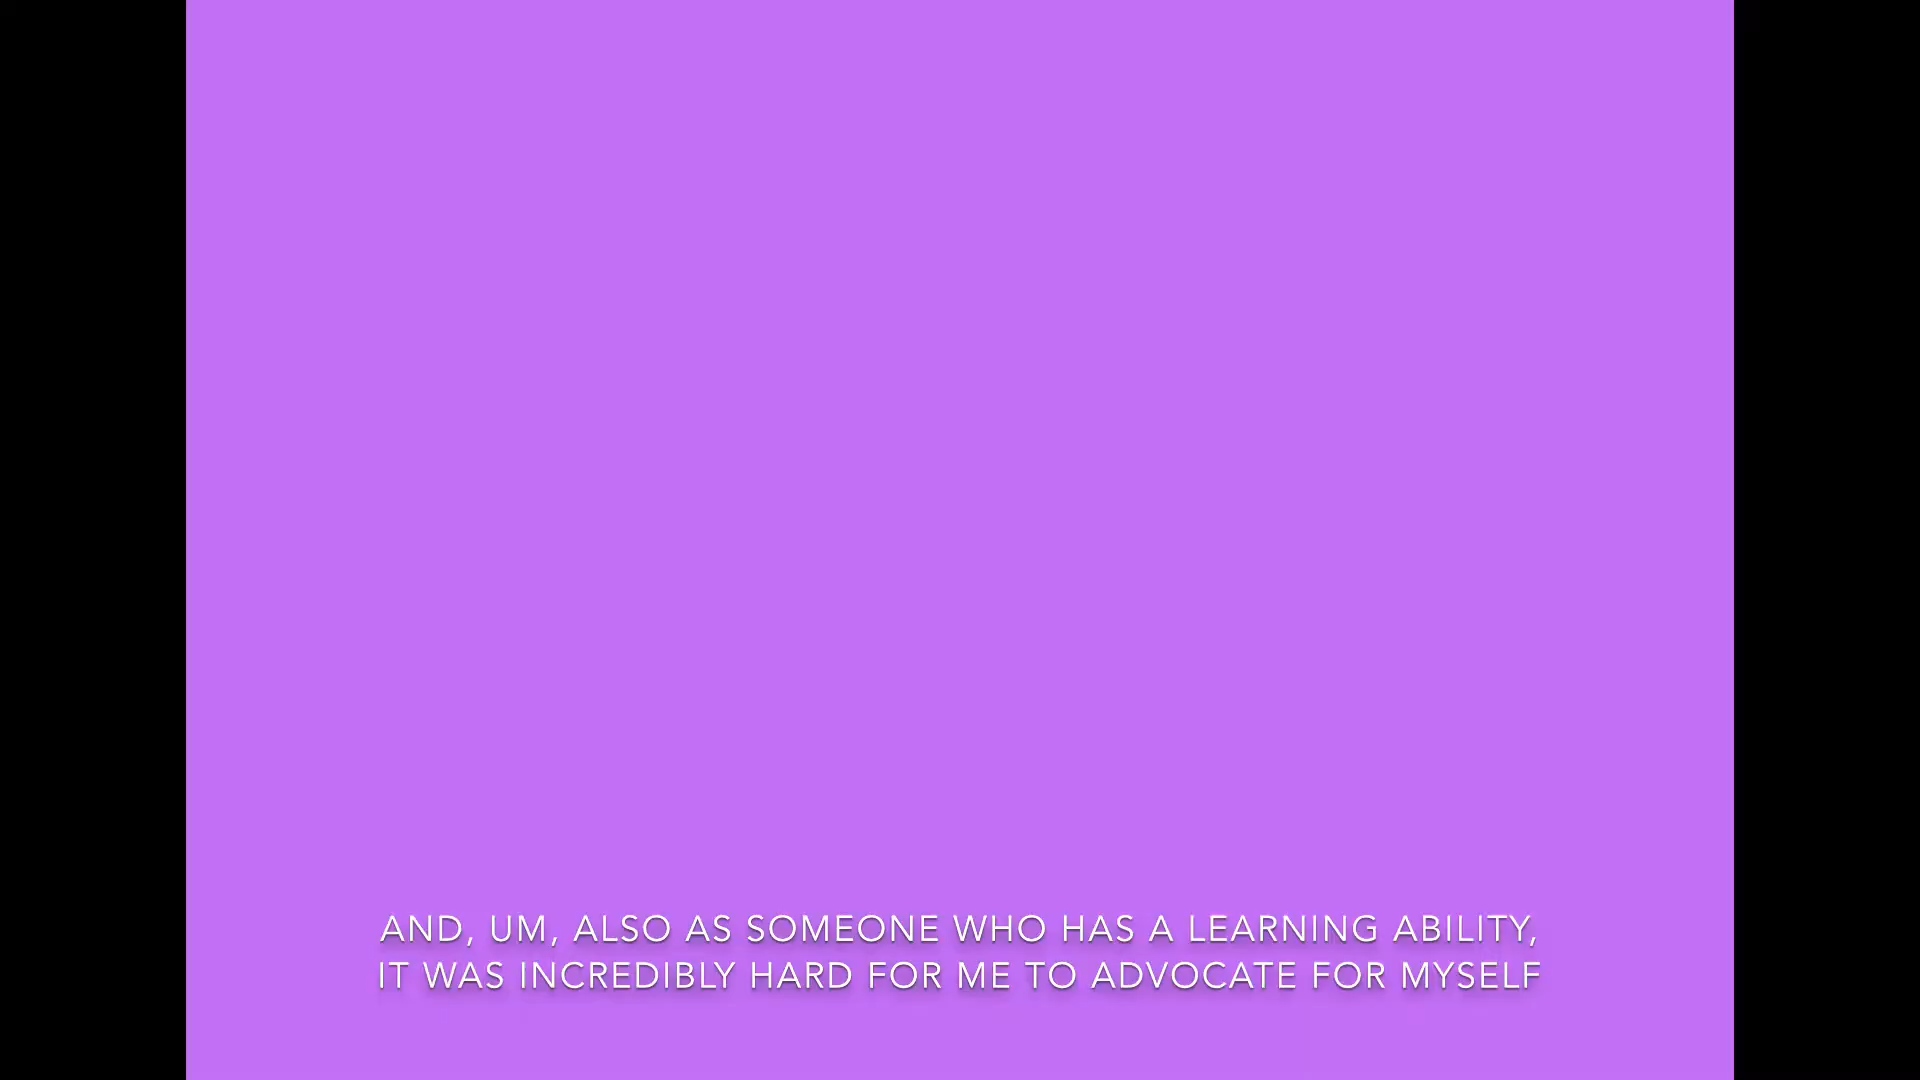 AND, UM, ALSO AS SOMEONE WHO HAS A LEARNING ABILITY,
IT WAS INCREDIBLY HARD FOR ME TO ADVOCATE FOR MYSELF